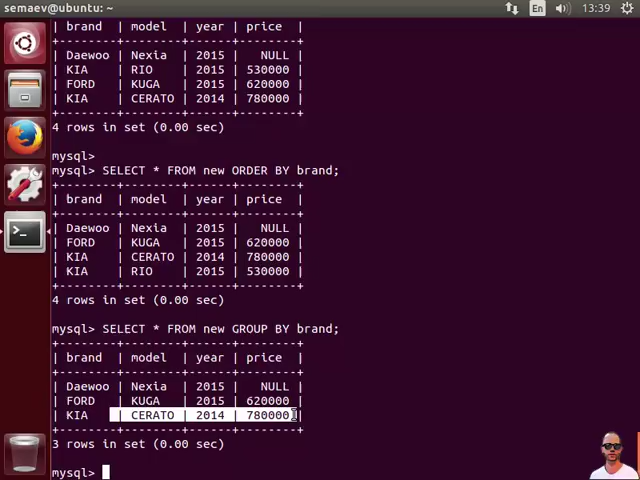 semaev@ubuntu: ~
En
13:39
| brand | model | year | price |
+--------+--------+------+--------+
| Daewoo | Nexia | 2015 | NULL |
| KIA | RIO | 2015 | 530000 |
| FORD | KUGA | 2015 | 620000 |
| KIA | CERATO | 2014 | 780000 |
+--------+--------+------+--------+
4 rows in set (0.00 sec)
mysql>
mysql> SELECT * FROM new ORDER BY brand;
+--------+--------+------+--------+
| brand | model | year | price |
+--------+--------+------+--------+
| Daewoo | Nexia | 2015 | NULL |
| FORD | KUGA | 2015 | 620000 |
| KIA | CERATO | 2014 | 780000 |
| KIA | RIO | 2015 | 530000 |
+--------+--------+------+--------+
4 rows in set (0.00 sec)
mysql> SELECT * FROM new GROUP BY brand;
+--------+--------+------+--------+
| brand | model | year | price |
+--------+--------+------+--------+
| Daewoo | Nexia | 2015 | NULL |
| FORD | KUGA | 2015 | 620000 |
| KIA | CERATO | 2014 | 780000 |
+--------+--------+------+--------+
3 rows in set (0.00 sec)
mysql>